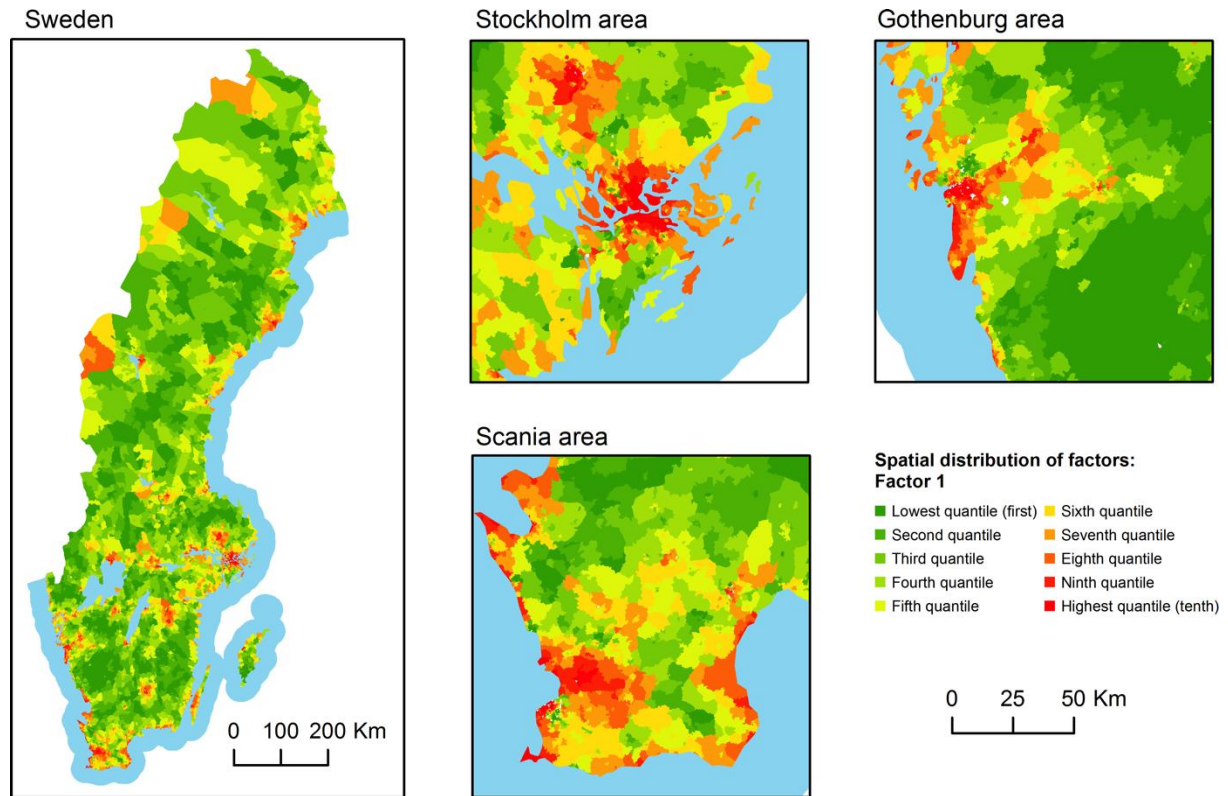 Sweden
Stockholm area
Gothenburg area
0 100 200 Km
Scania area
Spatial distribution of factors:
Factor 1
Lowest quantile (first)
Second quantile
Third quantile
Fourth quantile
Fifth quantile
Sixth quantile
Seventh quantile
Eighth quantile
Ninth quantile
Highest quantile (tenth)
0 25 50 Km